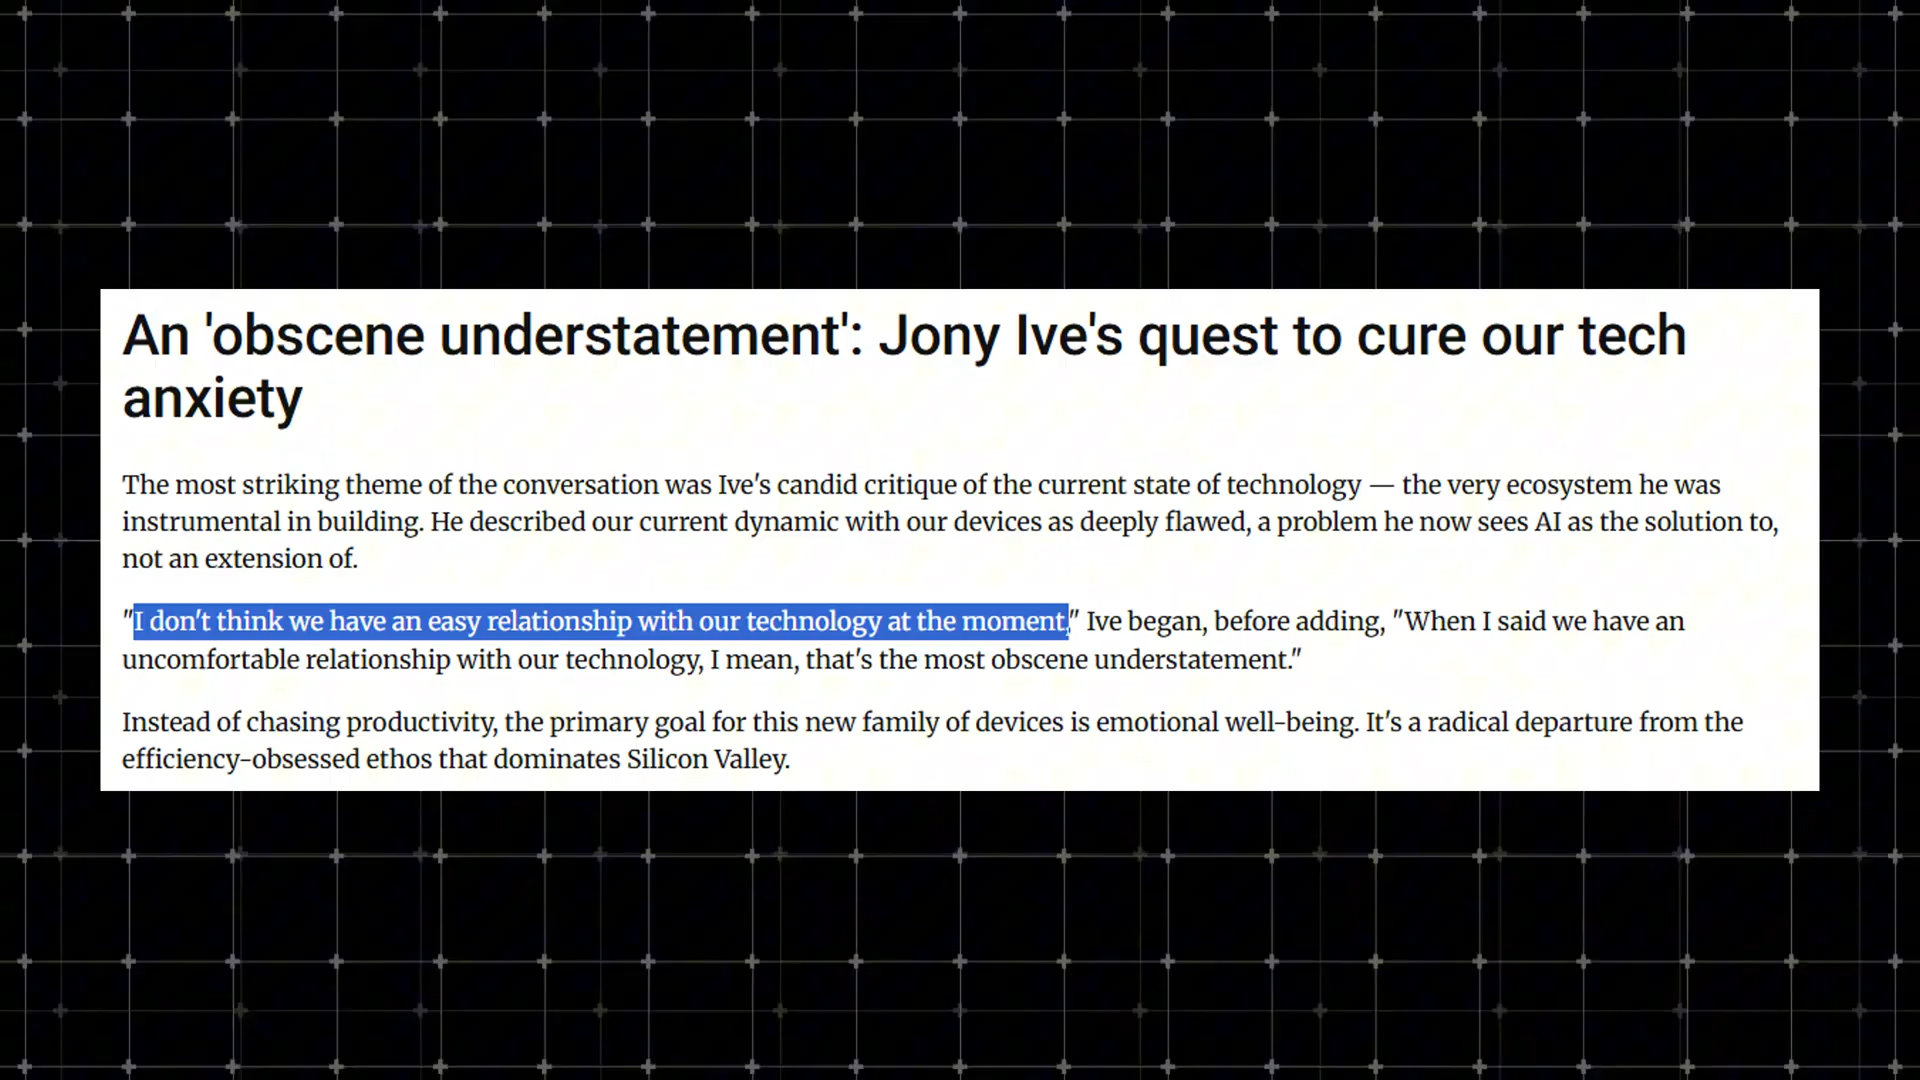 An 'obscene understatement': Jony Ive's quest to cure our tech
anxiety
The most striking theme of the conversation was Ive's candid critique of the current state of technology — the very ecosystem he was
instrumental in building. He described our current dynamic with our devices as deeply flawed, a problem he now sees AI as the solution to,
not an extension of.
"I don't think we have an easy relationship with our technology at the moment," Ive began, before adding, "When I said we have an
uncomfortable relationship with our technology, I mean, that's the most obscene understatement."
Instead of chasing productivity, the primary goal for this new family of devices is emotional well-being. It's a radical departure from the
efficiency-obsessed ethos that dominates Silicon Valley.